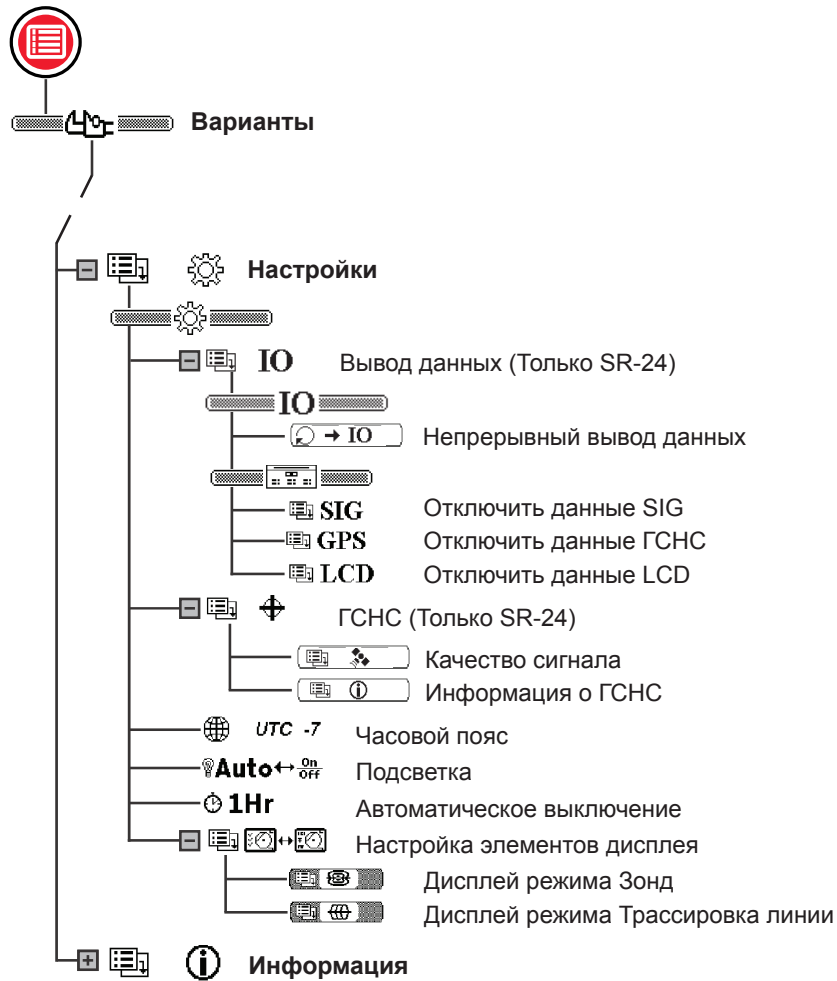 Варианты
Настройки
IO Вывод данных (Только SR-24)
IO
→ IO Непрерывный вывод данных
SIG Отключить данные SIG
GPS Отключить данные ГСНС
LCD Отключить данные LCD
ГСНС (Только SR-24)
Качество сигнала
Информация о ГСНС
UTC -7 Часовой пояс
Auto↔On Off Подсветка
1Hr Автоматическое выключение
Настройка элементов дисплея
Дисплей режима Зонд
Дисплей режима Трассировка линии
Информация